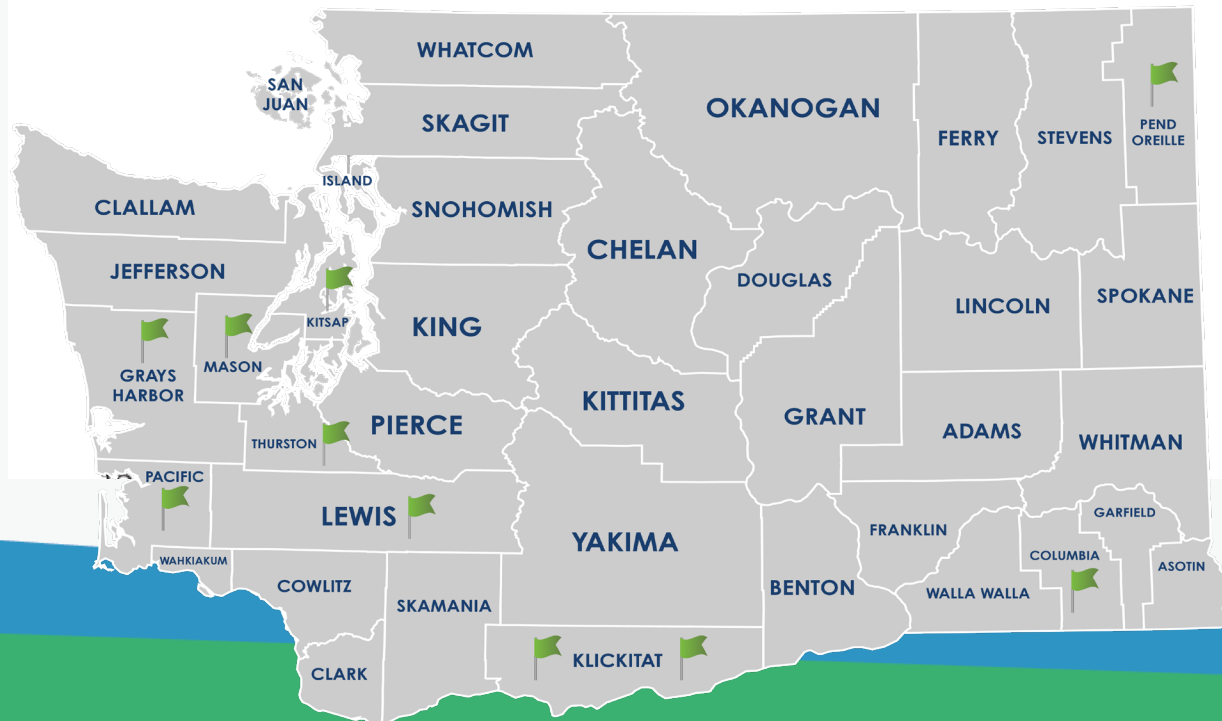 WHATCOM
SAN
JUAN
OKANOGAN
SKAGIT
FERRY
STEVENS
PEND
OREILLE
ISLAND
CLALLAM
SNOHOMISH
CHELAN
JEFFERSON
DOUGLAS
LINCOLN
SPOKANE
KITSAP
KING
MASON
GRAYS
HARBOR
KITTITAS
GRANT
PIERCE
ADAMS
WHITMAN
THURSTON
PACIFIC
LEWIS
GARFIELD
FRANKLIN
YAKIMA
COLUMBIA
WAHKIAKUM
ASOTIN
COWLITZ
BENTON
WALLA WALLA
SKAMANIA
KLICKITAT
CLARK